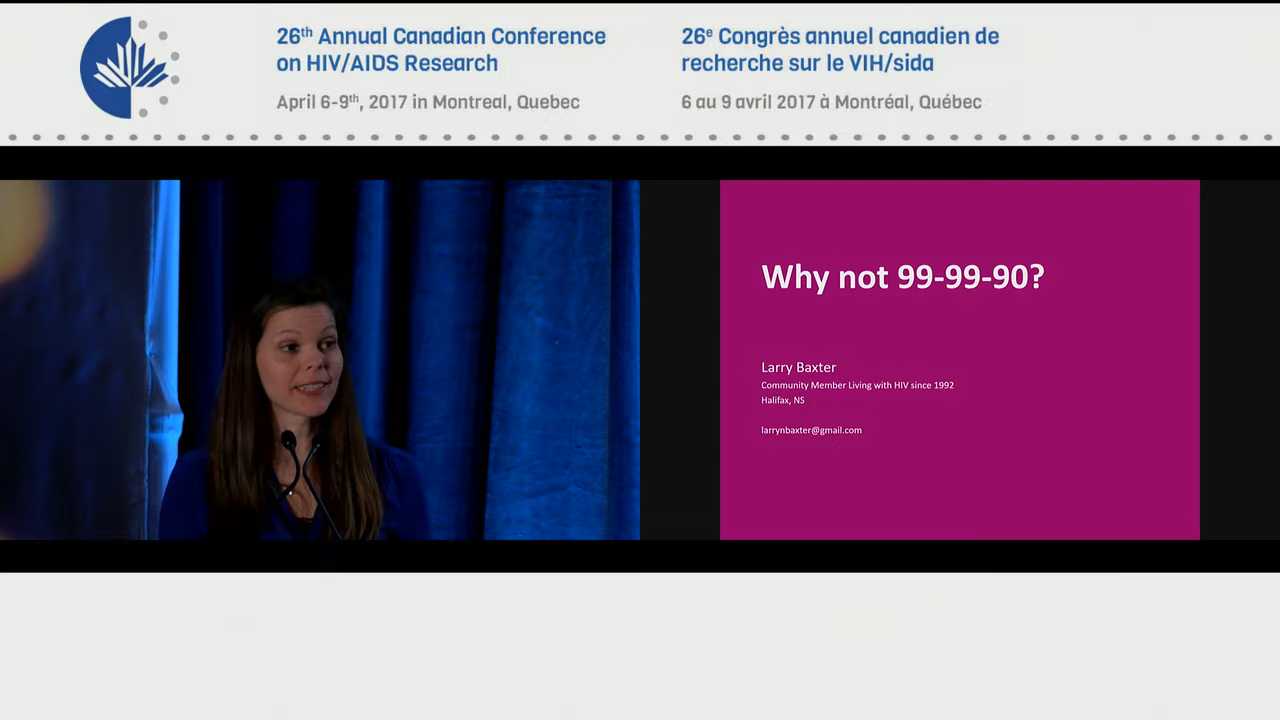 26th Annual Canadian Conference
on HIV/AIDS Research
April 6-9th, 2017 in Montreal, Quebec
26e Congrès annuel canadien de
recherche sur le VIH/sida
6 au 9 avril 2017 à Montréal, Québec
Why not 99-99-90?
Larry Baxter
Community Member Living with HIV since 1992
Halifax, NS
larrynbaxter@gmail.com